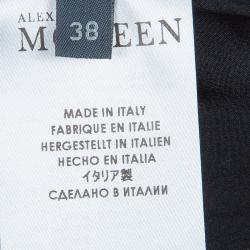 ALEX
38
McQUEEN
MADE IN ITALY
FABRIQUE EN ITALIE
HERGESTELLT IN ITALIEN
HECHO EN ITALIA
イタリア製
СДЕЛАНО В ИТАЛИИ